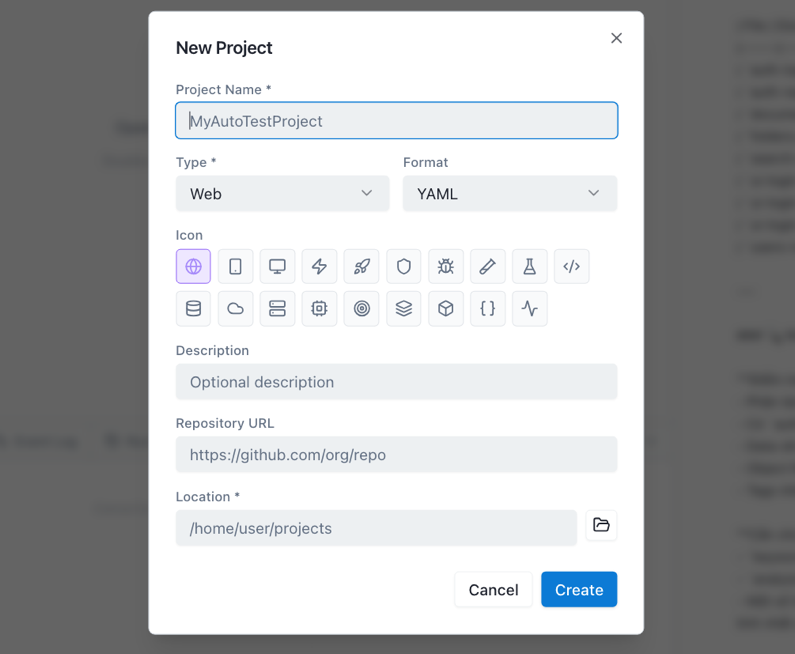 New Project
Project Name *
MyAutoTestProject
Type *
Format
Web
YAML
Icon
Description
Optional description
Repository URL
https://github.com/org/repo
Location *
/home/user/projects
Cancel
Create